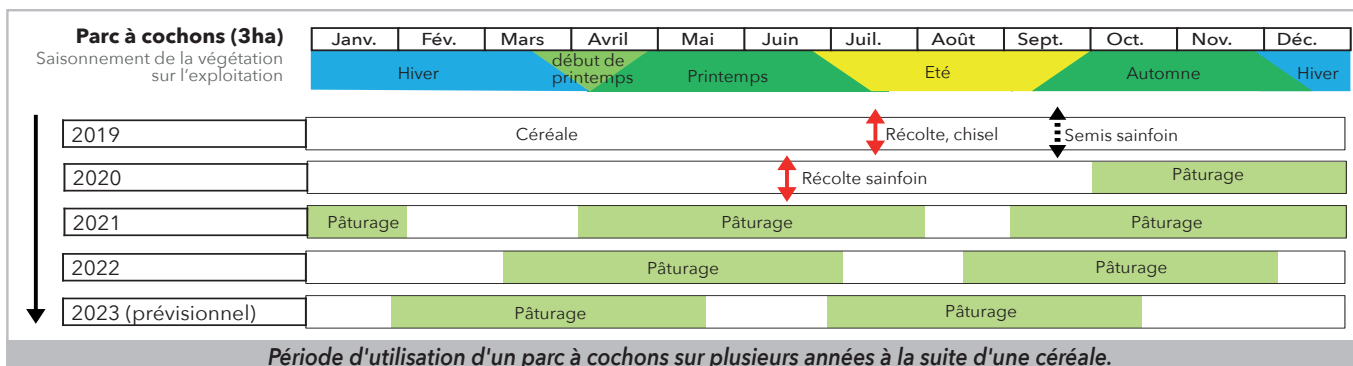 Parc à cochons (3ha)
Saisonnement de la végétation
sur l'exploitation
Janv. Fév. Mars Avril Mai Juin Juil. Août Sept. Oct. Nov. Déc.
Hiver
début de
printemps
Printemps
Eté
Automne
Hiver
2019
Céréale
Récolte, chisel
Semis sainfoin
2020
Récolte sainfoin
Pâturage
2021
Pâturage
Pâturage
Pâturage
2022
Pâturage
Pâturage
2023 (prévisionnel)
Pâturage
Pâturage
Période d'utilisation d'un parc à cochons sur plusieurs années à la suite d'une céréale.